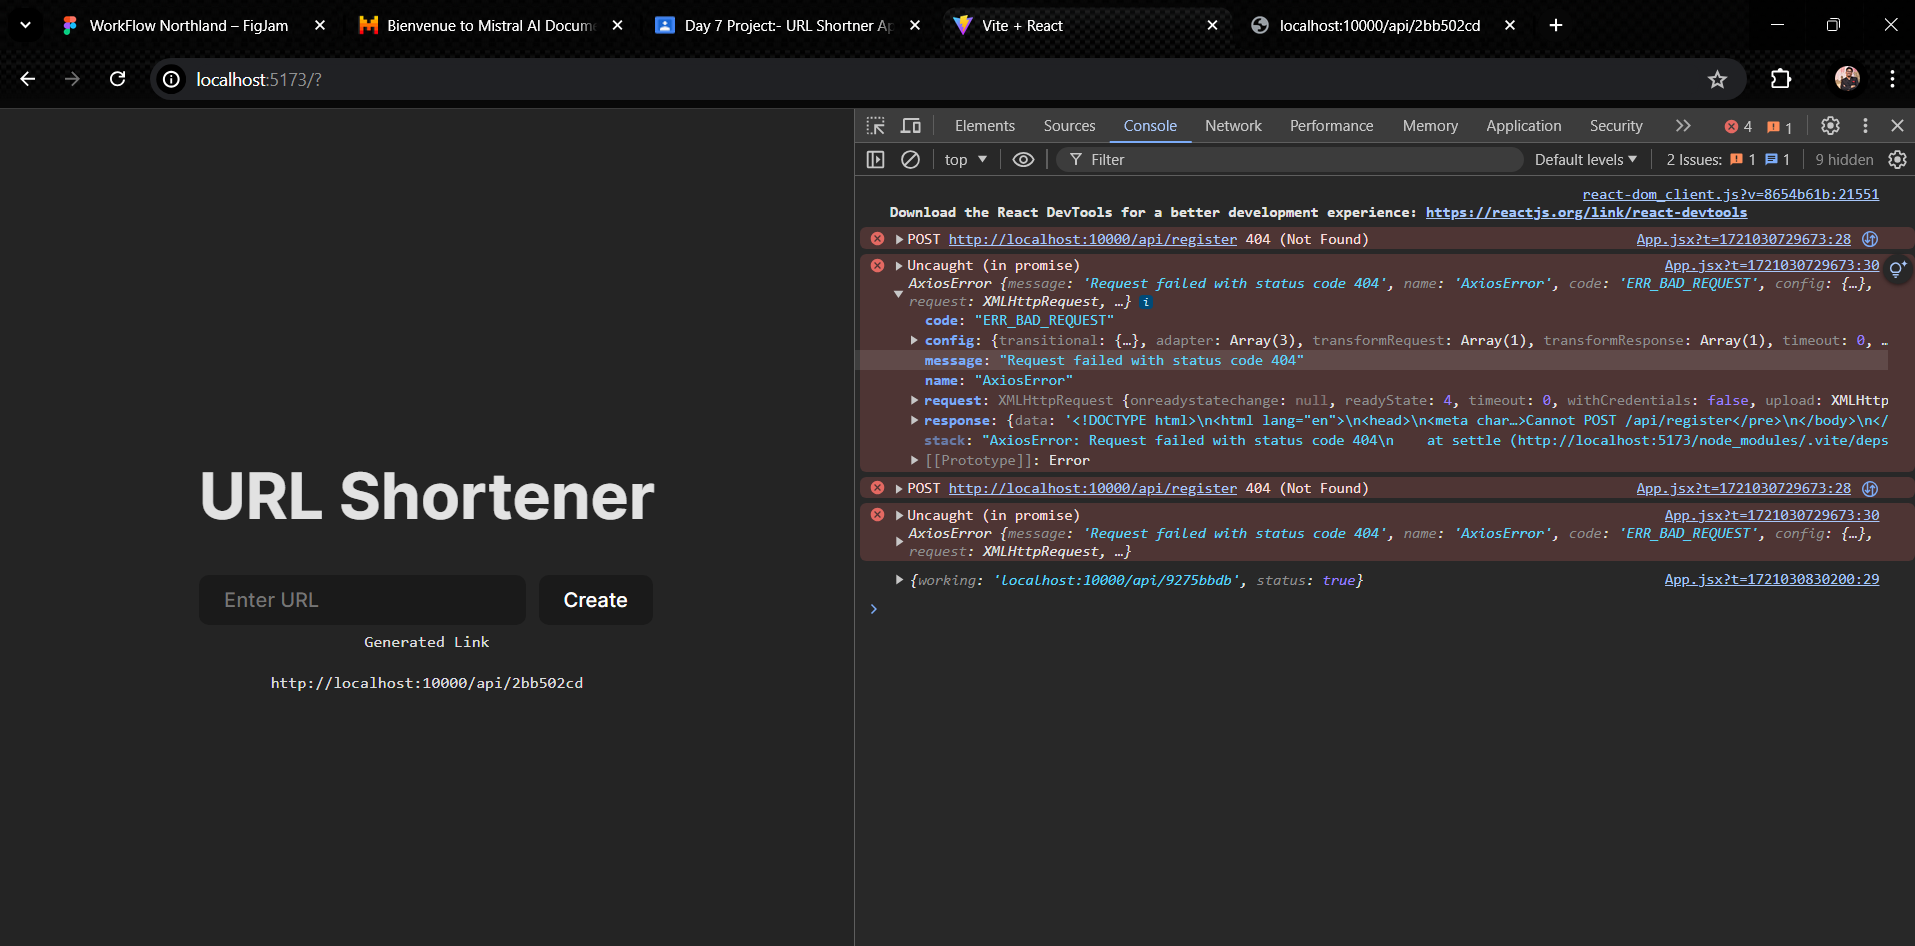 WorkFlow Northland – FigJam
Bienvenue to Mistral AI Docume
Day 7 Project:- URL Shortner Ap
Vite + React
localhost:10000/api/2bb502cd
localhost:5173/?
Elements Sources Console Network Performance Memory Application Security 4 1
top Filter Default levels 2 Issues: 1 1 9 hidden
react-dom_client.js?v=8654b61b:21551
Download the React DevTools for a better development experience: https://reactjs.org/link/react-devtools
POST http://localhost:10000/api/register 404 (Not Found) App.jsx?t=1721030729673:28
Uncaught (in promise) App.jsx?t=1721030729673:30
AxiosError {message: 'Request failed with status code 404', name: 'AxiosError', code: 'ERR_BAD_REQUEST', config: {…},
request: XMLHttpRequest, …} i
code: "ERR_BAD_REQUEST"
config: {transitional: {…}, adapter: Array(3), transformRequest: Array(1), transformResponse: Array(1), timeout: 0, …
message: "Request failed with status code 404"
name: "AxiosError"
request: XMLHttpRequest {onreadystatechange: null, readyState: 4, timeout: 0, withCredentials: false, upload: XMLHttp
response: {data: '<!DOCTYPE html>\n<html lang="en">\n<head>\n<meta char…>Cannot POST /api/register</pre>\n</body>\n</
stack: "AxiosError: Request failed with status code 404\n    at settle (http://localhost:5173/node_modules/.vite/deps
[[Prototype]]: Error
POST http://localhost:10000/api/register 404 (Not Found) App.jsx?t=1721030729673:28
Uncaught (in promise) App.jsx?t=1721030729673:30
AxiosError {message: 'Request failed with status code 404', name: 'AxiosError', code: 'ERR_BAD_REQUEST', config: {…},
request: XMLHttpRequest, …}
{working: 'localhost:10000/api/9275bbdb', status: true} App.jsx?t=1721030830200:29
URL Shortener
Enter URL Create
Generated Link
http://localhost:10000/api/2bb502cd